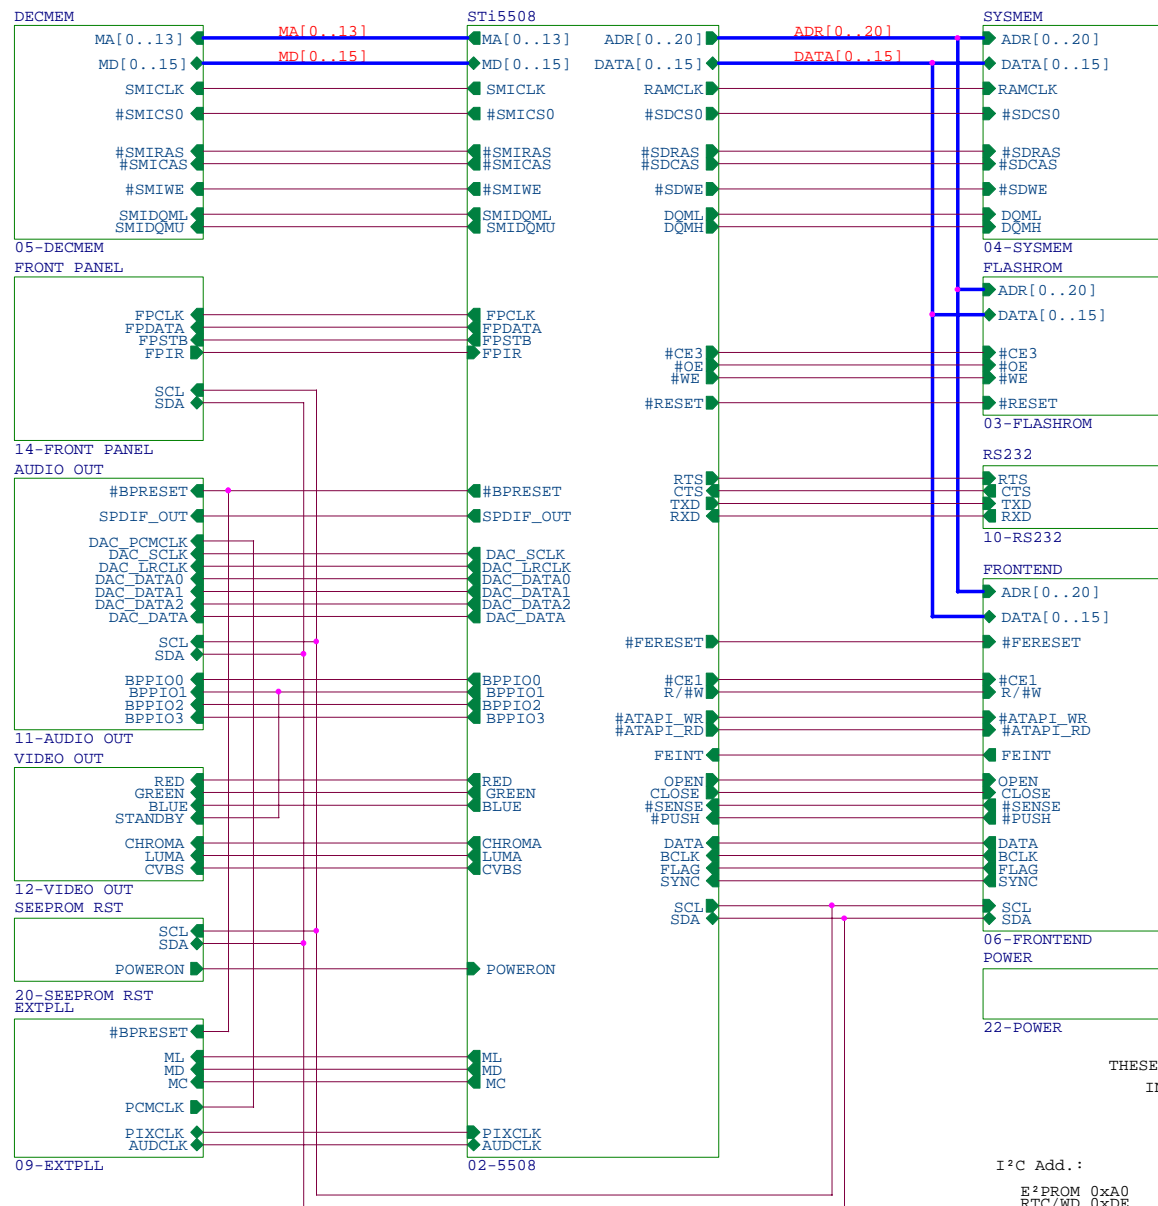 DECMEM
MA[0..13]
MD[0..15]
SMICLK
#SMICS0
#SMIRAS
#SMICAS
#SMIWE
SMIDQML
SMIDQMU
05-DECMEM
FRONT PANEL
FPCLK
FPDATA
FPSTB
FPIR
SCL
SDA
14-FRONT PANEL
AUDIO OUT
#BPRESET
SPDIF_OUT
DAC_PCMCLK
DAC_SCLK
DAC_LRCLK
DAC_DATA0
DAC_DATA1
DAC_DATA2
DAC_DATA
SCL
SDA
BPPIO0
BPPIO1
BPPIO2
BPPIO3
11-AUDIO OUT
VIDEO OUT
RED
GREEN
BLUE
STANDBY
CHROMA
LUMA
CVBS
12-VIDEO OUT
SEEPROM RST
SCL
SDA
POWERON
20-SEEPROM RST
EXTPLL
#BPRESET
ML
MD
MC
PCMCLK
PIXCLK
AUDCLK
09-EXTPLL
MA[0..13]
MD[0..15]
STi5508
MA[0..13]
MD[0..15]
SMICLK
#SMICS0
#SMIRAS
#SMICAS
#SMIWE
SMIDQML
SMIDQMU
FPCLK
FPDATA
FPSTB
FPIR
#BPRESET
SPDIF_OUT
DAC_SCLK
DAC_LRCLK
DAC_DATA0
DAC_DATA1
DAC_DATA2
DAC_DATA
BPPIO0
BPPIO1
BPPIO2
BPPIO3
RED
GREEN
BLUE
CHROMA
LUMA
CVBS
POWERON
ML
MD
MC
PIXCLK
AUDCLK
02-5508
ADR[0..20]
DATA[0..15]
RAMCLK
#SDCS0
#SDRAS
#SDCAS
#SDWE
DQML
DQMH
#CE3
#OE
#WE
#RESET
RTS
CTS
TXD
RXD
#FERESET
#CE1
R/#W
#ATAPI_WR
#ATAPI_RD
FEINT
OPEN
CLOSE
#SENSE
#PUSH
DATA
BCLK
FLAG
SYNC
SCL
SDA
ADR[0..20]
DATA[0..15]
SYSMEM
ADR[0..20]
DATA[0..15]
RAMCLK
#SDCS0
#SDRAS
#SDCAS
#SDWE
DQML
DQMH
04-SYSMEM
FLASHROM
ADR[0..20]
DATA[0..15]
#CE3
#OE
#WE
#RESET
03-FLASHROM
RS232
RTS
CTS
TXD
RXD
10-RS232
FRONTEND
ADR[0..20]
DATA[0..15]
#FERESET
#CE1
R/#W
#ATAPI_WR
#ATAPI_RD
FEINT
OPEN
CLOSE
#SENSE
#PUSH
DATA
BCLK
FLAG
SYNC
SCL
SDA
06-FRONTEND
POWER
22-POWER
THESE
I²C Add.:
E²PROM 0xA0
RTC/WD 0xDE